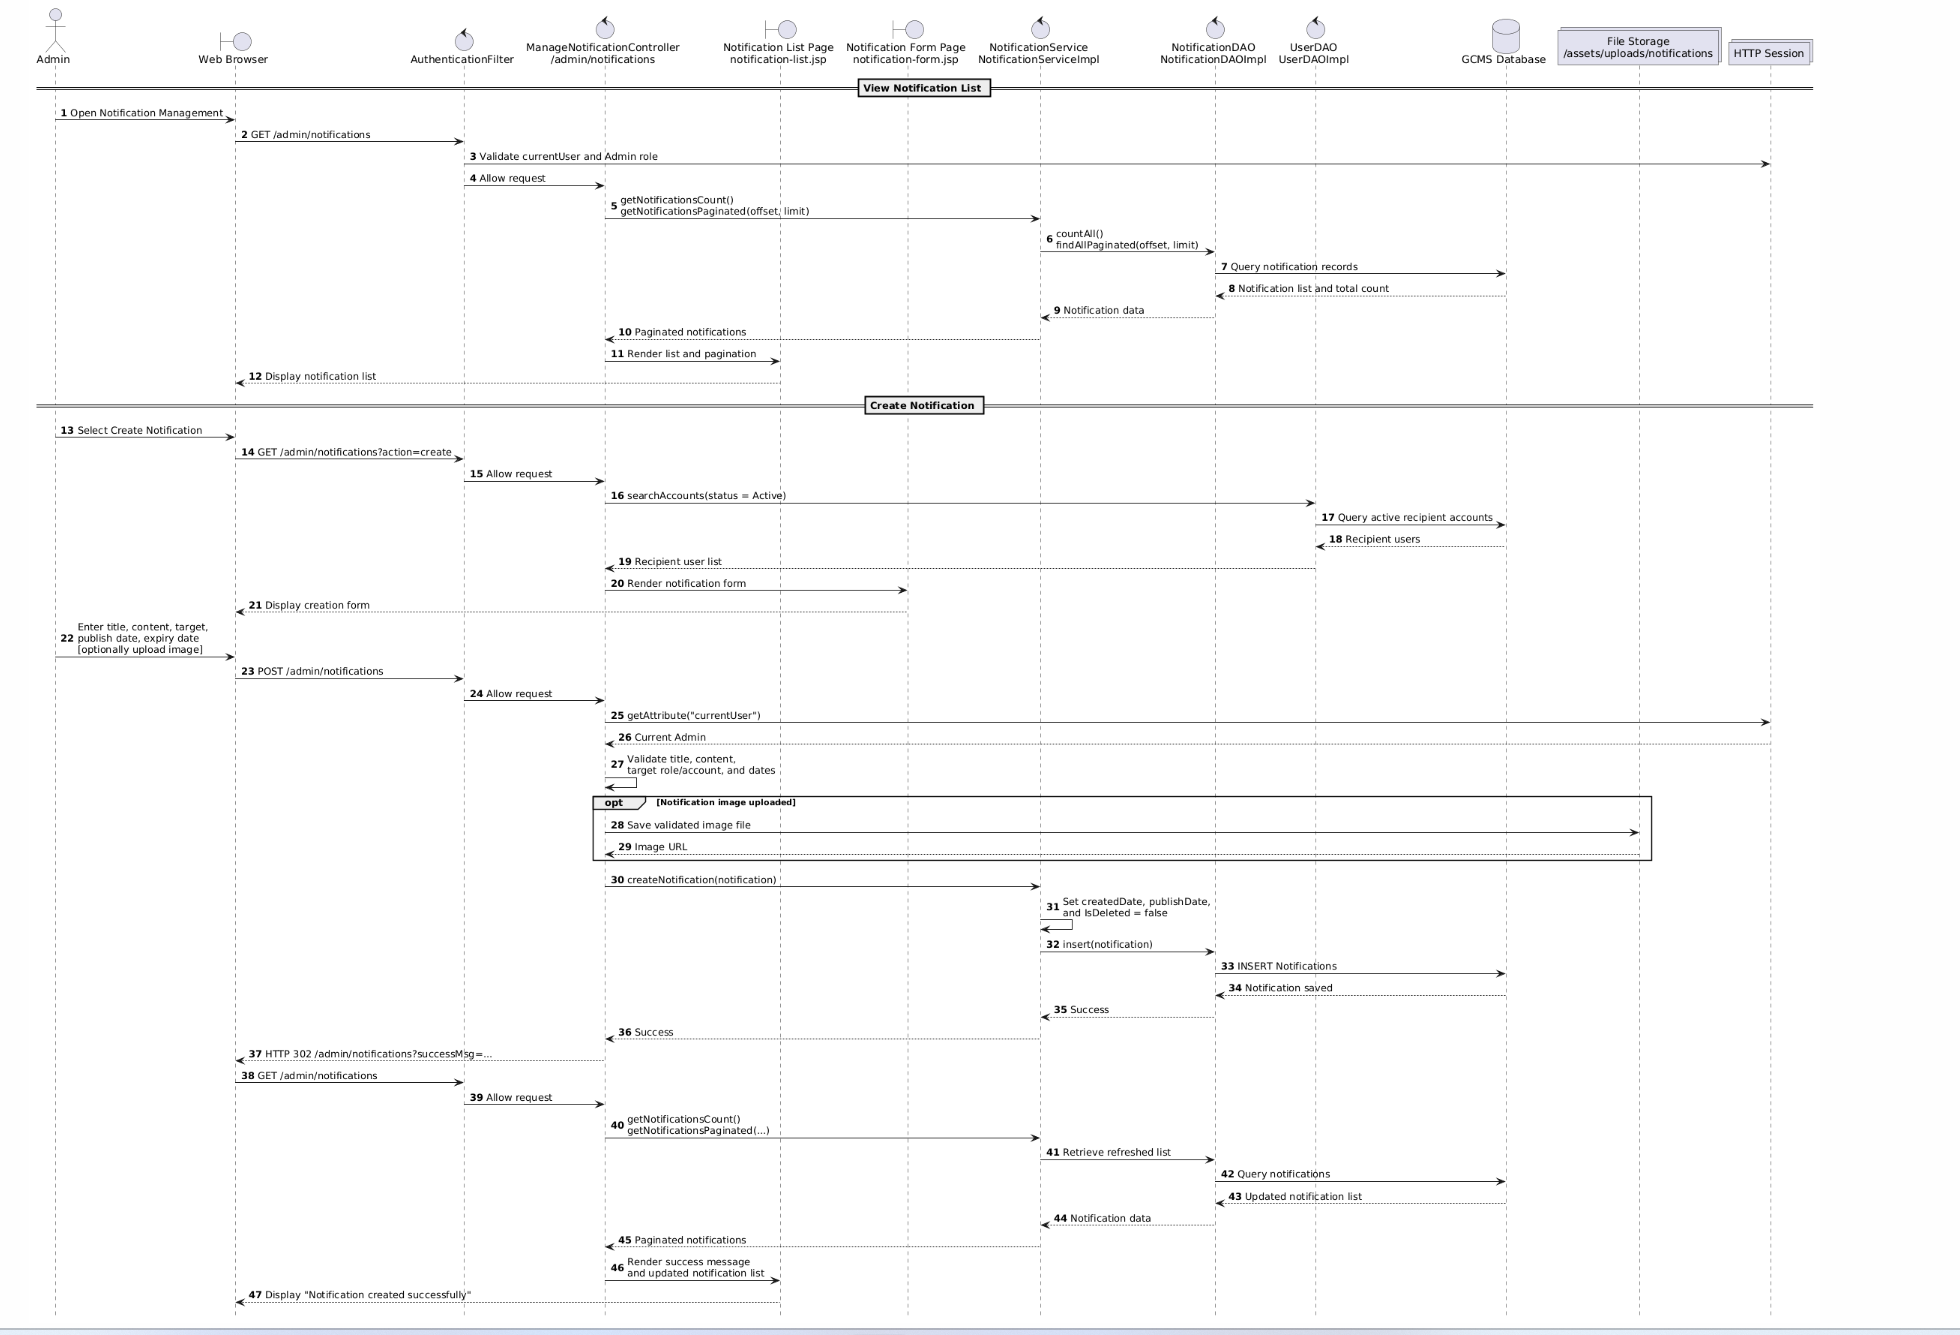 Admin
Web Browser
AuthenticationFilter
ManageNotificationController
/admin/notifications
Notification List Page
notification-list.jsp
Notification Form Page
notification-form.jsp
NotificationService
NotificationServiceImpl
NotificationDAO
NotificationDAOImpl
UserDAO
UserDAOImpl
GCMS Database
File Storage
/assets/uploads/notifications
HTTP Session
View Notification List
1 Open Notification Management
2 GET /admin/notifications
3 Validate currentUser and Admin role
4 Allow request
5 getNotificationsCount()
getNotificationsPaginated(offset, limit)
6 countAll()
findAllPaginated(offset, limit)
7 Query notification records
8 Notification list and total count
9 Notification data
10 Paginated notifications
11 Render list and pagination
12 Display notification list
Create Notification
13 Select Create Notification
14 GET /admin/notifications?action=create
15 Allow request
16 searchAccounts(status = Active)
17 Query active recipient accounts
18 Recipient users
19 Recipient user list
20 Render notification form
21 Display creation form
22 Enter title, content, target,
publish date, expiry date
[optionally upload image]
23 POST /admin/notifications
24 Allow request
25 getAttribute("currentUser")
26 Current Admin
27 Validate title, content,
target role/account, and dates
opt [Notification image uploaded]
28 Save validated image file
29 Image URL
30 createNotification(notification)
31 Set createdDate, publishDate,
and IsDeleted = false
32 insert(notification)
33 INSERT Notifications
34 Notification saved
35 Success
36 Success
37 HTTP 302 /admin/notifications?successMsg=...
38 GET /admin/notifications
39 Allow request
40 getNotificationsCount()
getNotificationsPaginated(...)
41 Retrieve refreshed list
42 Query notifications
43 Updated notification list
44 Notification data
45 Paginated notifications
46 Render success message
and updated notification list
47 Display "Notification created successfully"